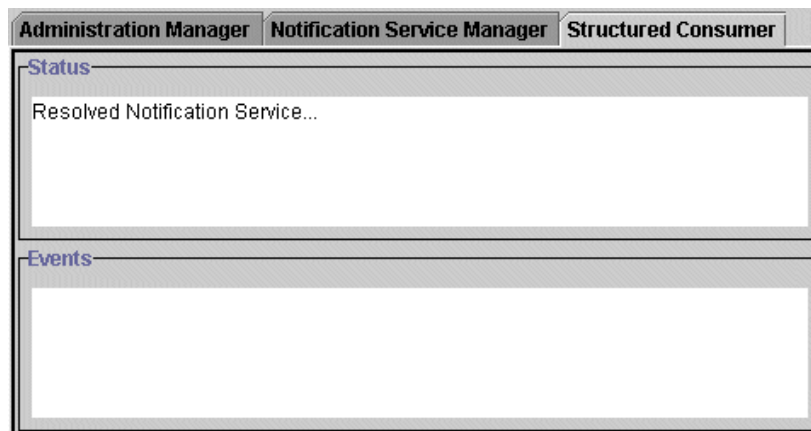 Administration Manager Notification Service Manager Structured Consumer
Status
Resolved Notification Service...
Events